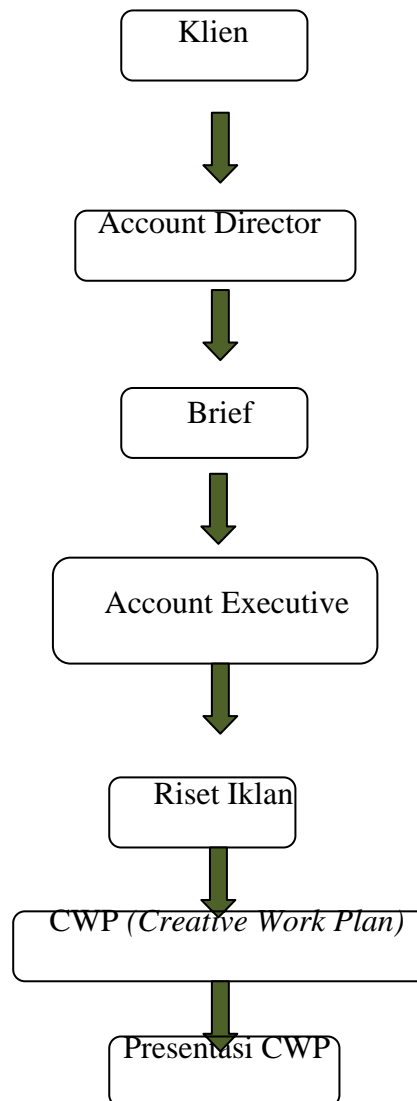 Klien
Account Director
Brief
Account Executive
Riset Iklan
CWP (Creative Work Plan)
Presentasi CWP